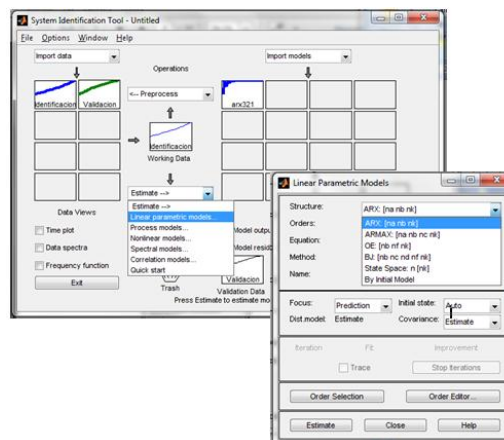 System Identification Tool - Untitled
File Options Window Help
Import data
Import models
Operations
<-- Preprocess
Identificacion
Validacion
arx321
Identificacion
Working Data
Estimate -->
Estimate -->
Linear parametric models...
Process models...
Nonlinear models...
Spectral models...
Correlation models...
Quick start
Data Views
Time plot
Data spectra
Frequency function
Exit
Trash
Model outpu
Model resid
Validacion
Validation Data
Press Estimate to estimate mo
Linear Parametric Models
Structure: ARX: [na nb nk]
Orders: ARX: [na nb nk]
ARMAX: [na nb nc nk]
Equation: OE: [nb nf nk]
Method: BJ: [nb nc nd nf nk]
State Space: n [nk]
Name: By Initial Model
Focus: Prediction Initial state: Auto
Dist.model: Estimate Covariance: Estimate
Iteration Fit Improvement
Trace Stop Iterations
Order Selection Order Editor...
Estimate Close Help